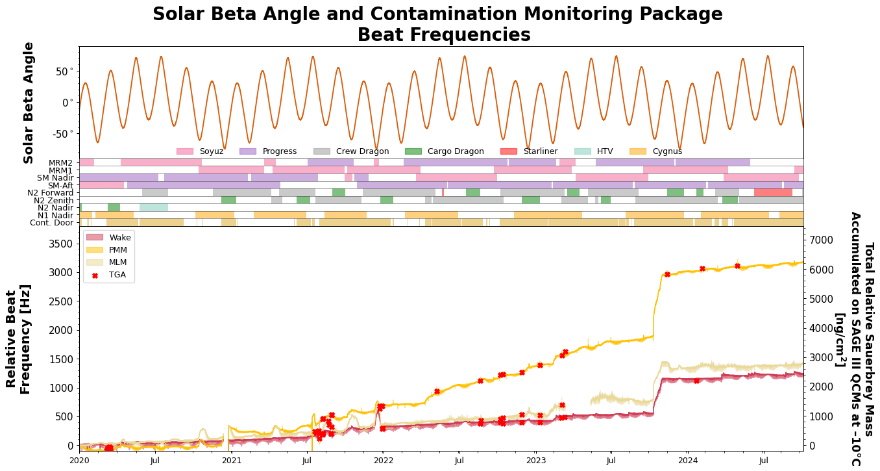 Solar Beta Angle and Contamination Monitoring Package
Beat Frequencies
Solar Beta Angle
50°
0°
-50°
Soyuz Progress Crew Dragon Cargo Dragon Starliner HTV Cygnus
MRM2
MRM1
SM Nadir
SM-Aft
N2 Forward
N2 Zenith
N2 Nadir
N1 Nadir
Cont. Door
Relative Beat
Frequency [Hz]
3500
3000
2500
2000
1500
1000
500
0
Wake
PMM
MLM
TGA
7000
6000
5000
4000
3000
2000
1000
0
Total Relative Sauerbrey Mass
Accumulated on SAGE III QCMs at -10°C
[ng/cm²]
2020 Jul 2021 Jul 2022 Jul 2023 Jul 2024 Jul